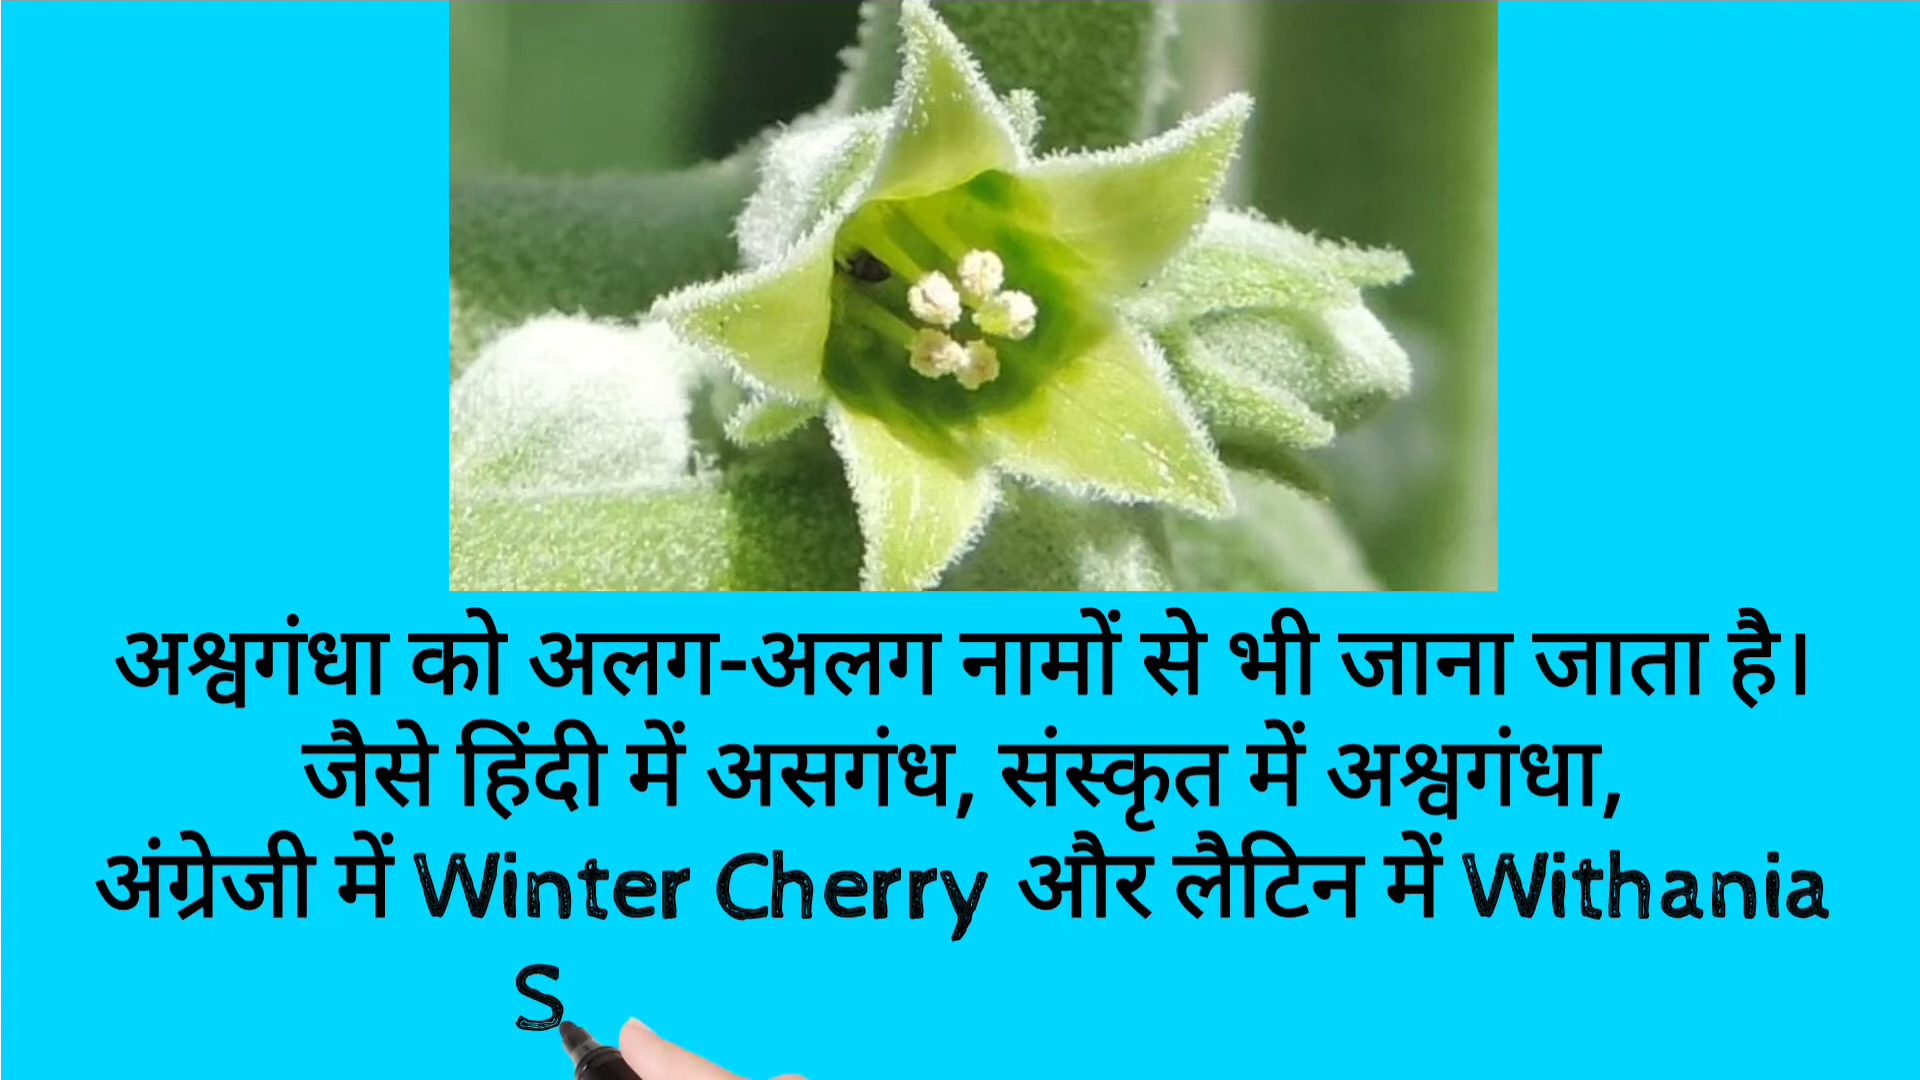 अश्वगंधा को अलग-अलग नामों से भी जाना जाता है।
जैसे हिंदी में असगंध, संस्कृत में अश्वगंधा,
अंग्रेजी में Winter Cherry और लैटिन में Withania
S